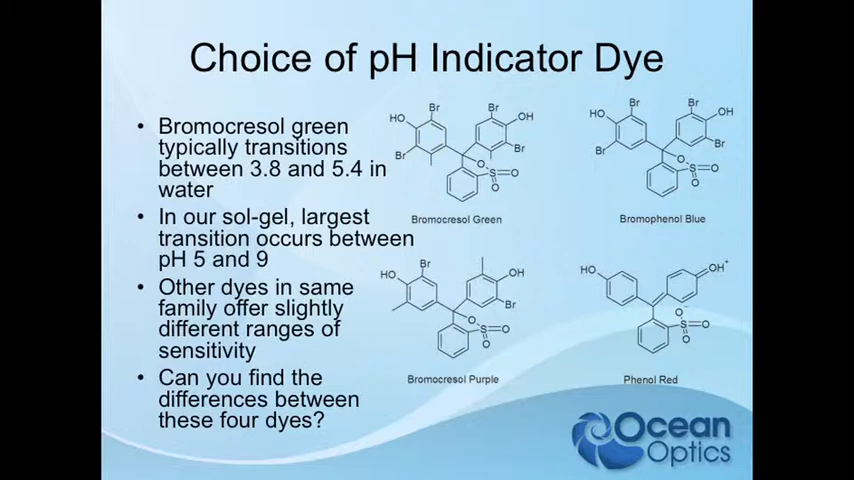 Choice of pH Indicator Dye
• Bromocresol green
typically transitions
between 3.8 and 5.4 in
water
• In our sol-gel, largest
transition occurs between
pH 5 and 9
• Other dyes in same
family offer slightly
different ranges of
sensitivity
• Can you find the
differences between
these four dyes?
Br Br
HO OH
Br Br
O
S O
O
Bromocresol Green
Br Br
HO OH
Br Br
O
S O
O
Bromophenol Blue
Br
HO OH
Br
O
S O
O
Bromocresol Purple
HO OH+
O-
S O
O
Phenol Red
Ocean
Optics